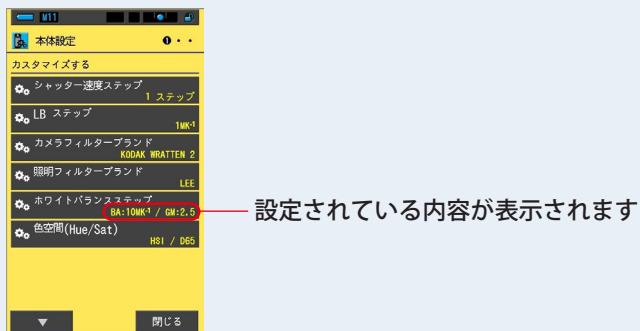 M11
本体設定
❶・・
カスタマイズする
シャッター速度ステップ
1 ステップ
LB ステップ
1MK⁻¹
カメラフィルターブランド
KODAK WRATTEN 2
照明フィルターブランド
LEE
ホワイトバランスステップ
BA:10MK⁻¹ / GM:2.5
設定されている内容が表示されます
色空間(Hue/Sat)
HSI / D65
▼
閉じる